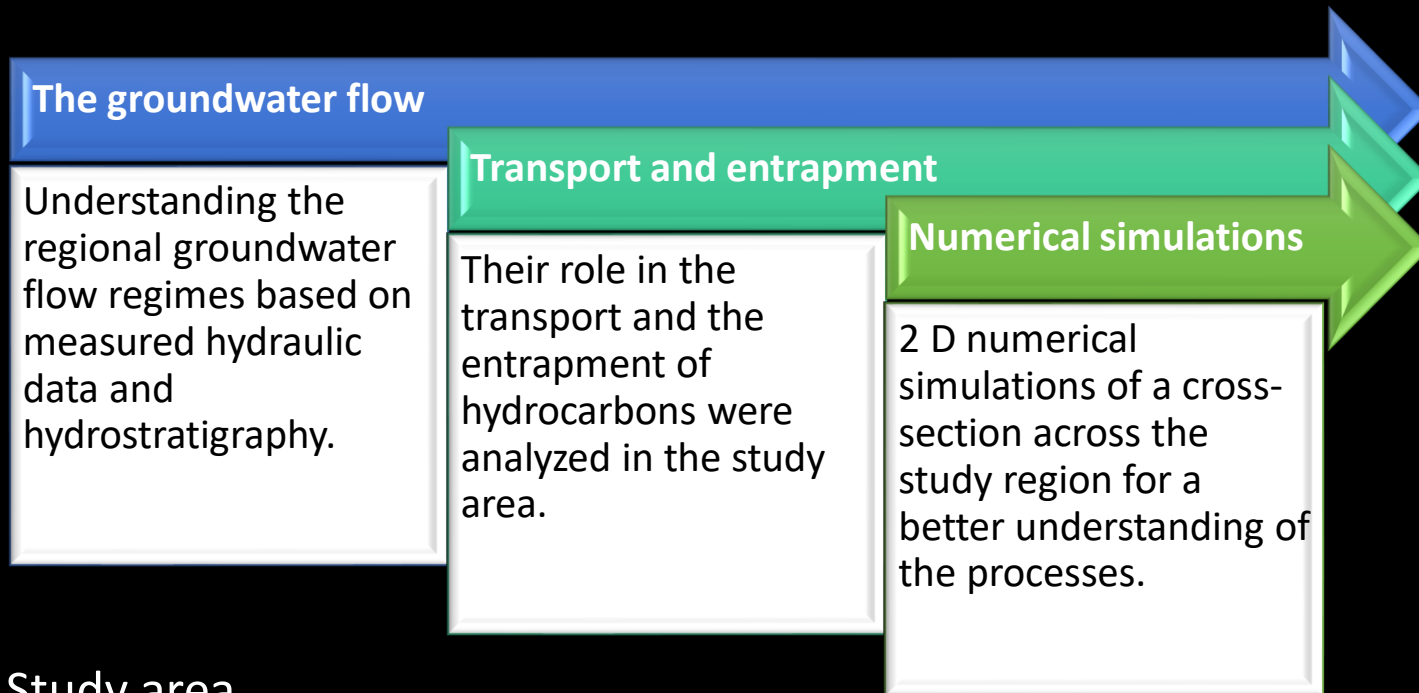 The groundwater flow
Understanding the
regional groundwater
flow regimes based on
measured hydraulic
data and
hydrostratigraphy.
Transport and entrapment
Their role in the
transport and the
entrapment of
hydrocarbons were
analyzed in the study
area.
Numerical simulations
2 D numerical
simulations of a cross-
section across the
study region for a
better understanding of
the processes.
Study area